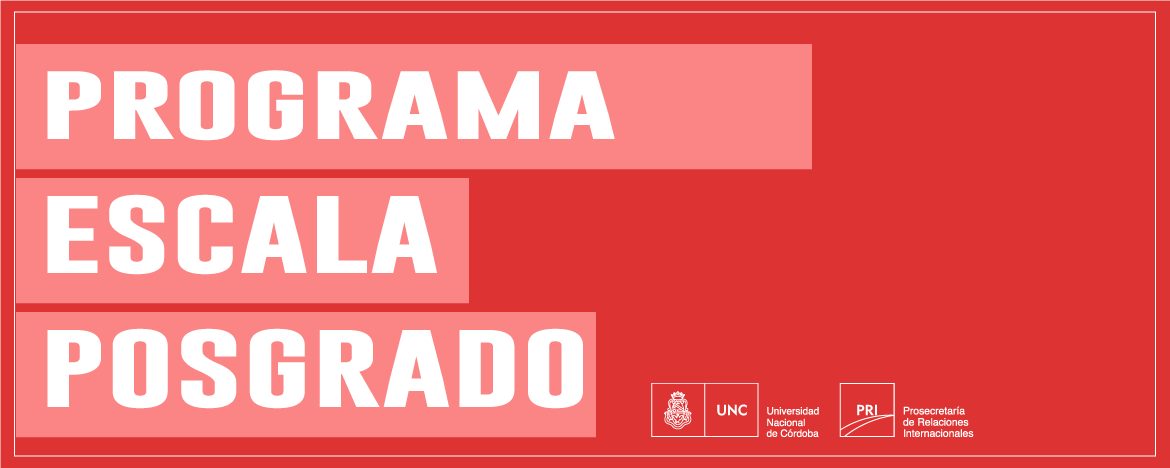 PROGRAMA
ESCALA
POSGRADO
UNC
Universidad
Nacional
de Córdoba
PRI
Prosecretaría
de Relaciones
Internacionales